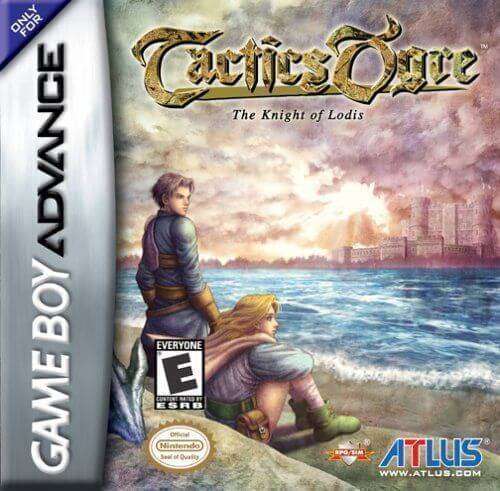 ONLY
FOR
GAME BOY ADVANCE
Tactics Ogre
™
The Knight of Lodis
EVERYONE
E
CONTENT RATED BY
ESRB
Official
Nintendo
Seal of Quality
RPG/SIM
ATLUS®
WWW.ATLUS.COM